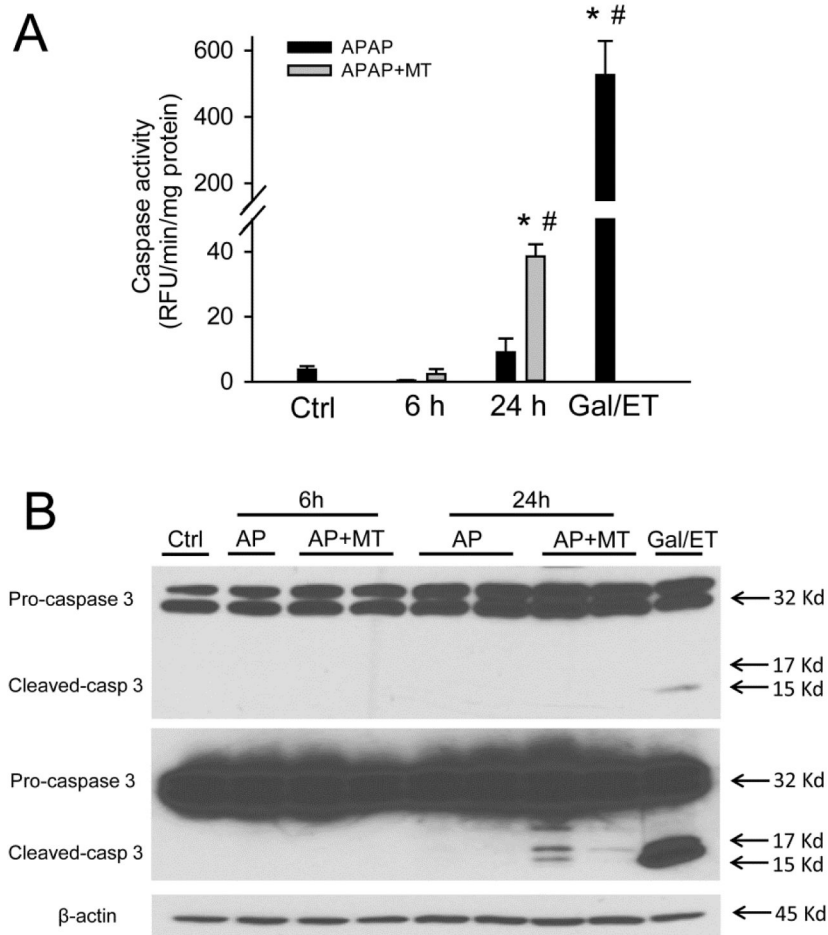 A
Caspase activity
(RFU/min/mg protein)
600
400
200
40
20
0
APAP
APAP+MT
* #
* #
Ctrl
6 h
24 h
Gal/ET
B
6h
24h
Ctrl
AP
AP+MT
AP
AP+MT
Gal/ET
Pro-caspase 3
32 Kd
17 Kd
Cleaved-casp 3
15 Kd
Pro-caspase 3
32 Kd
17 Kd
Cleaved-casp 3
15 Kd
β-actin
45 Kd